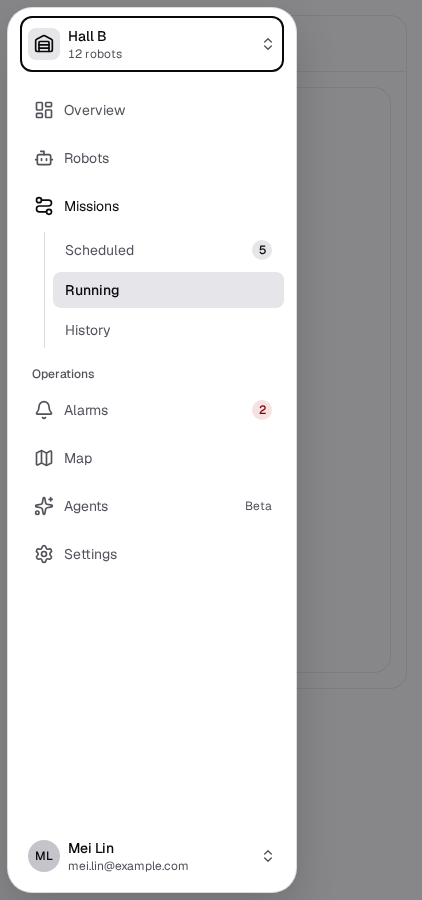 Hall B
12 robots
Overview
Robots
Missions
Scheduled 5
Running
History
Operations
Alarms 2
Map
Agents Beta
Settings
ML
Mei Lin
mei.lin@example.com